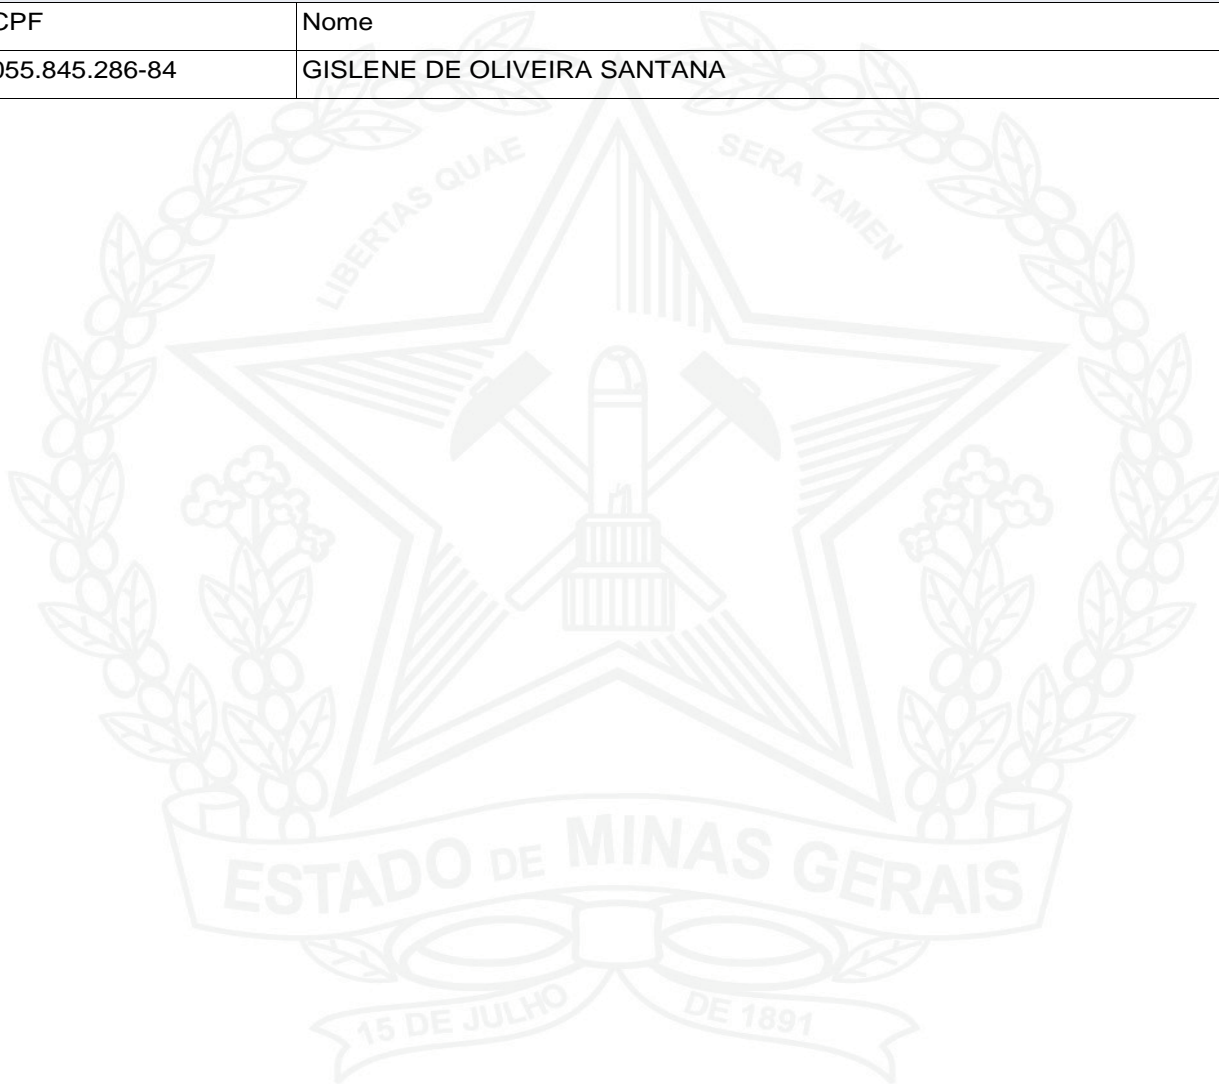 CPF Nome
055.845.286-84 GISLENE DE OLIVEIRA SANTANA
LIBERTAS QUAE SERA TAMEN
ESTADO DE MINAS GERAIS
15 DE JULHO DE 1891